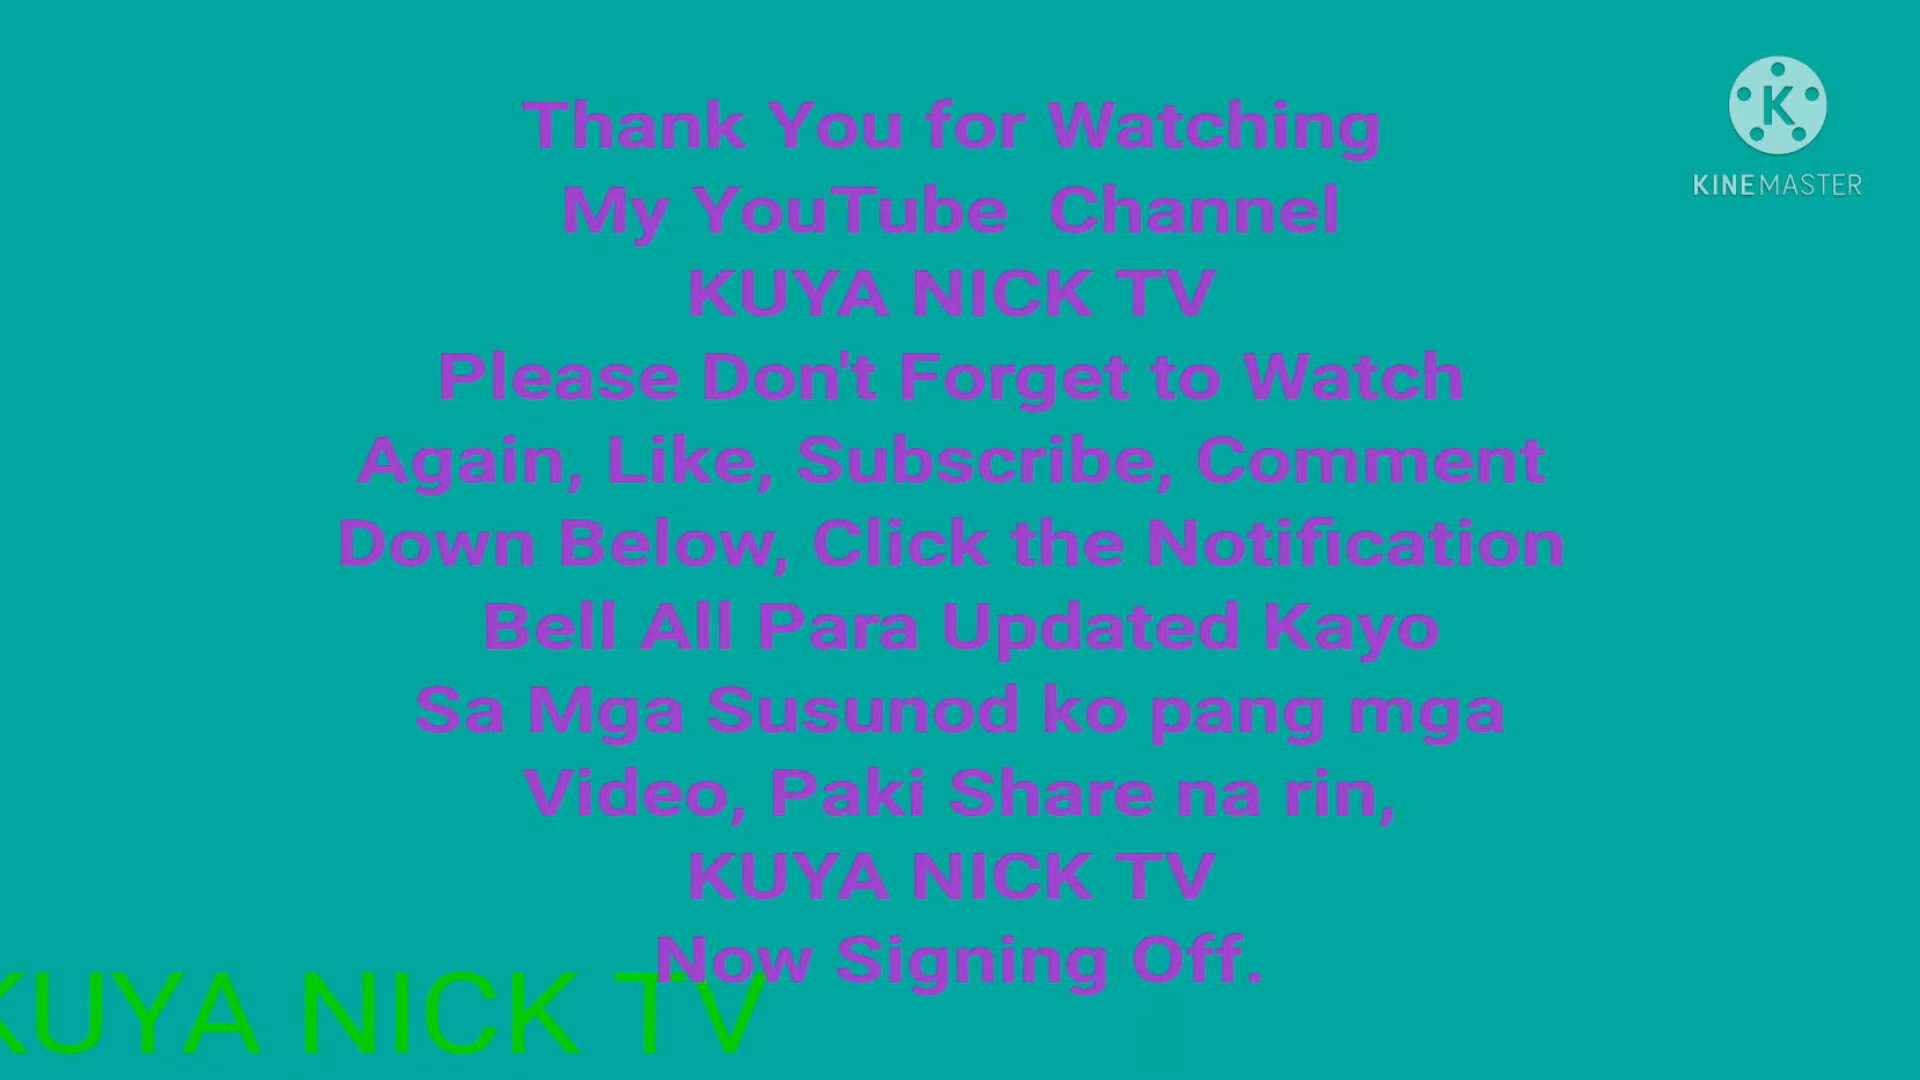 Thank You for Watching
My YouTube Channel
KUYA NICK TV
Please Don't Forget to Watch
Again, Like, Subscribe, Comment
Down Below, Click the Notification
Bell All Para Updated Kayo
Sa Mga Susunod ko pang mga
Video, Paki Share na rin,
KUYA NICK TV
Now Signing Off.
KUYA NICK TV
K
KINEMASTER